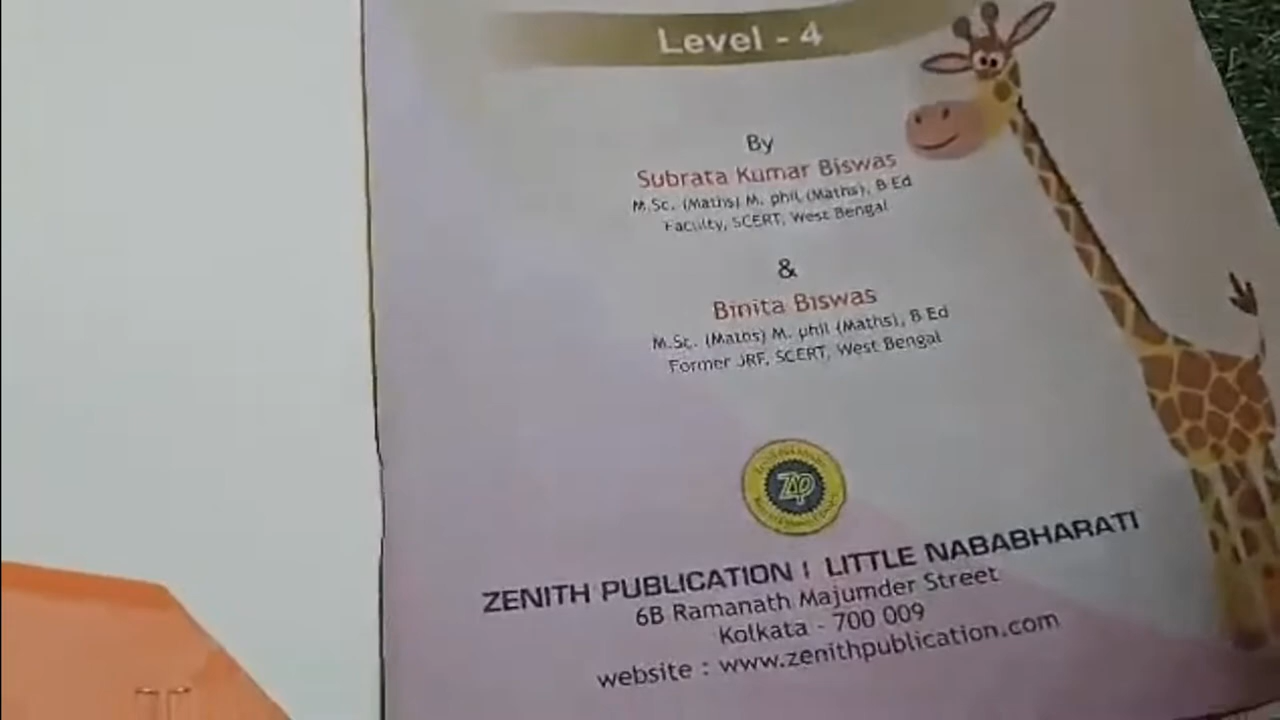 Level - 4
By
Subrata Kumar Biswas
M.Sc. (Maths) M. phil (Maths), B Ed
Faculty, SCERT, West Bengal
&
Binita Biswas
M.Sc. (Maths) M. phil (Maths), B Ed
Former JRF, SCERT, West Bengal
ZP
ZENITH PUBLICATION | LITTLE NABABHARATI
6B Ramanath Majumder Street
Kolkata - 700 009
website : www.zenithpublication.com